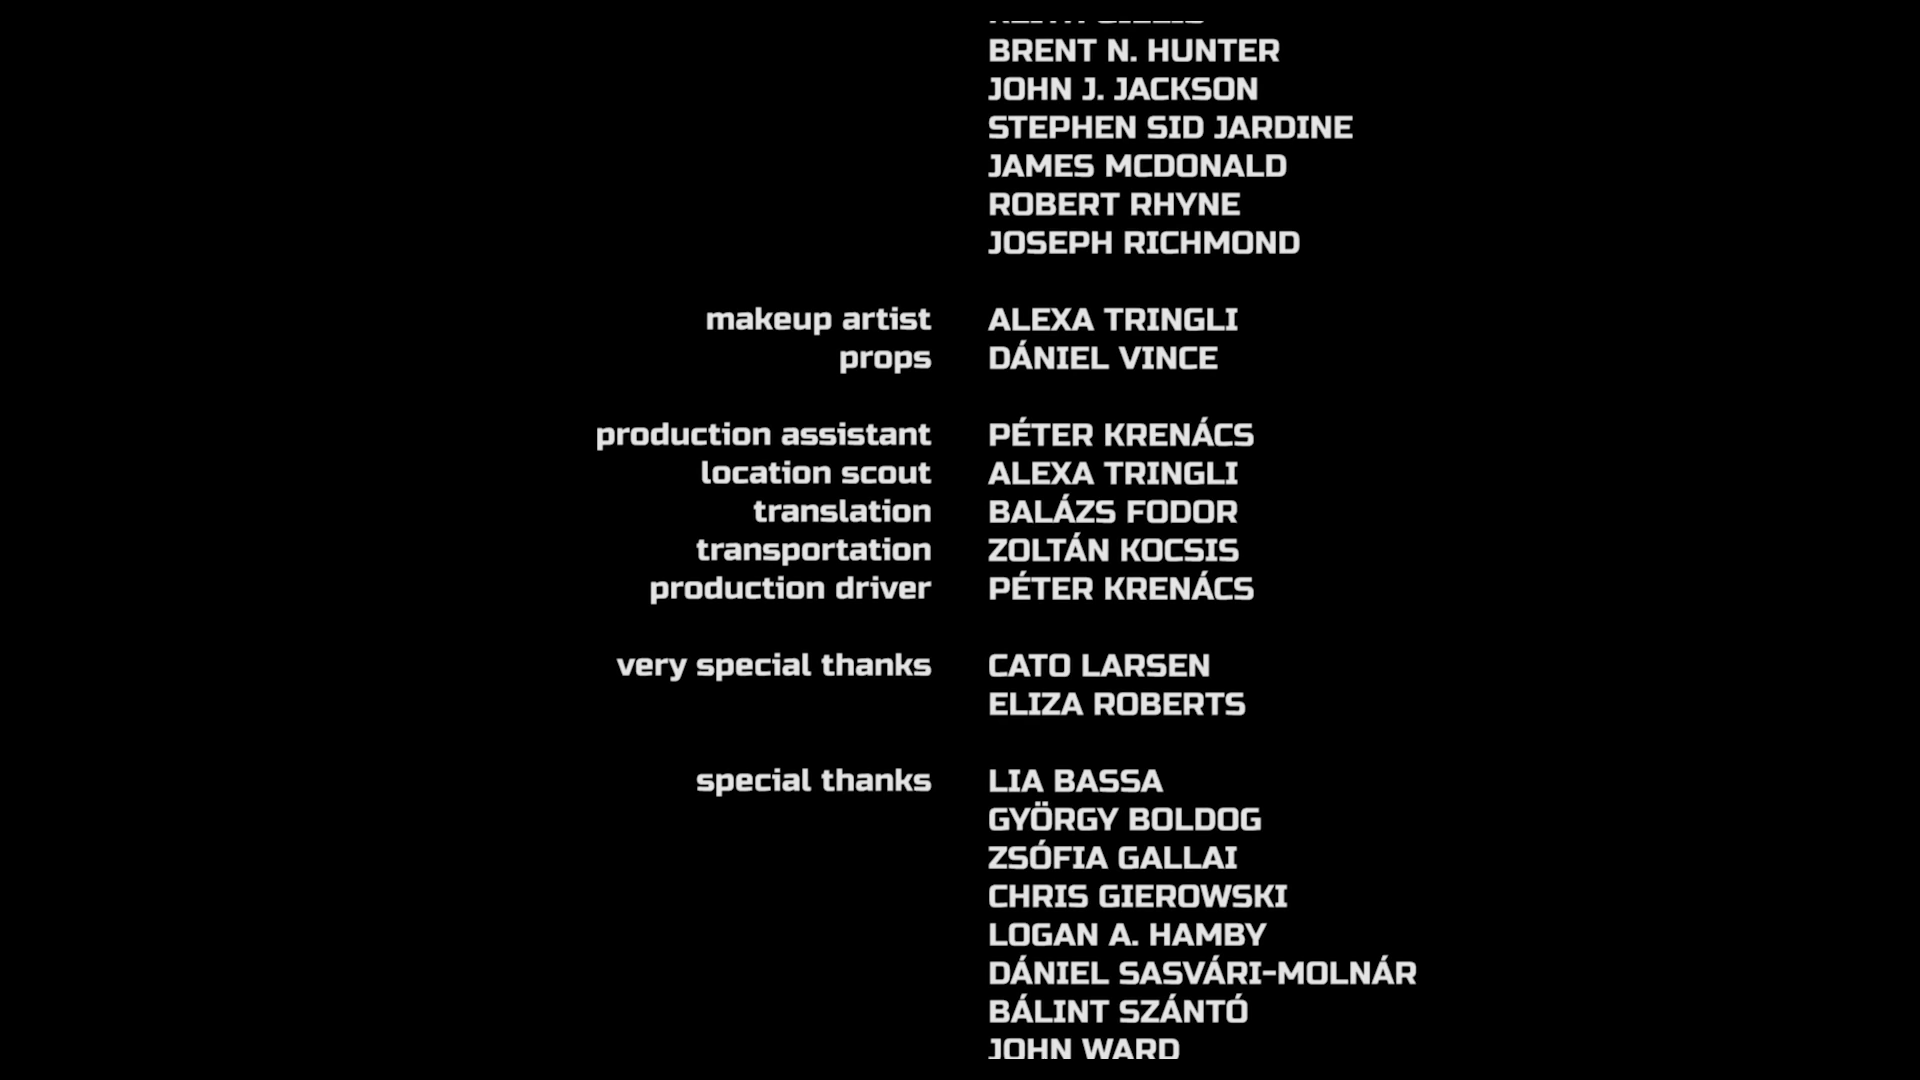 BRENT N. HUNTER
JOHN J. JACKSON
STEPHEN SID JARDINE
JAMES MCDONALD
ROBERT RHYNE
JOSEPH RICHMOND
makeup artist ALEXA TRINGLI
props DÁNIEL VINCE
production assistant PÉTER KRENÁCS
location scout ALEXA TRINGLI
translation BALÁZS FODOR
transportation ZOLTÁN KOCSIS
production driver PÉTER KRENÁCS
very special thanks CATO LARSEN
ELIZA ROBERTS
special thanks LIA BASSA
GYÖRGY BOLDOG
ZSÓFIA GALLAI
CHRIS GIEROWSKI
LOGAN A. HAMBY
DÁNIEL SASVÁRI-MOLNÁR
BÁLINT SZÁNTÓ
JOHN WARD